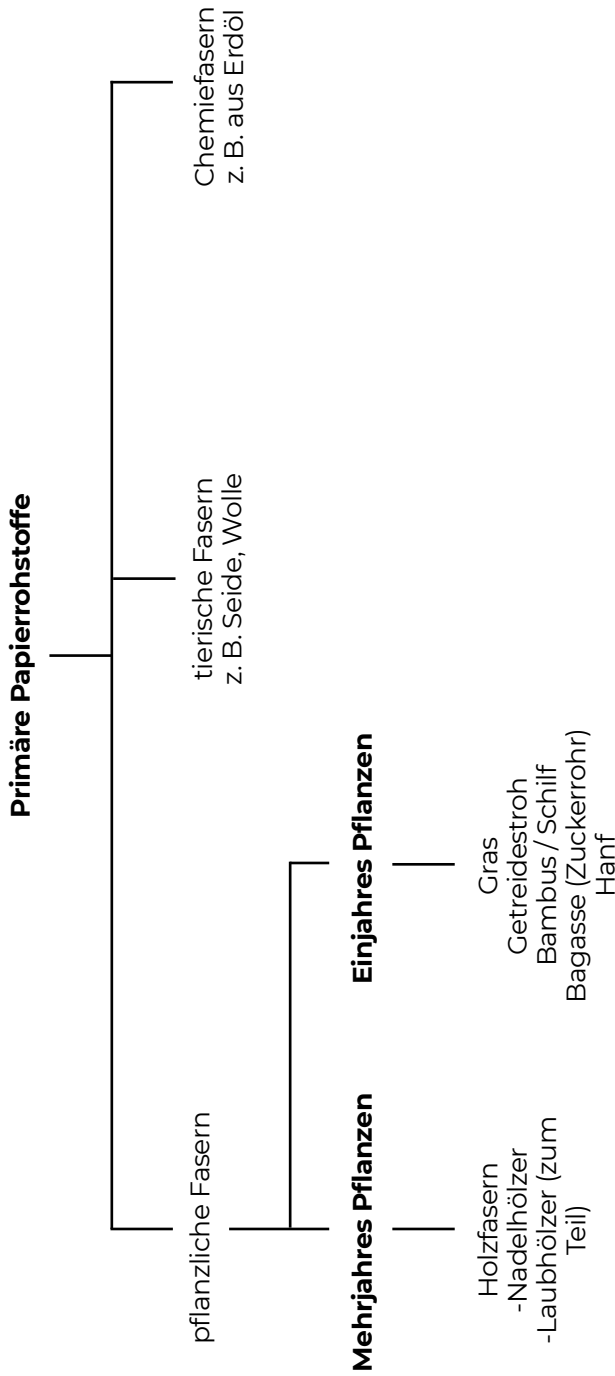 Primäre Papierrohstoffe
pflanzliche Fasern
tierische Fasern
z. B. Seide, Wolle
Chemiefasern
z. B. aus Erdöl
Mehrjahres Pflanzen
Einjahres Pflanzen
Holzfasern
-Nadelhölzer
-Laubhölzer (zum
Teil)
Gras
Getreidestroh
Bambus / Schilf
Bagasse (Zuckerrohr)
Hanf